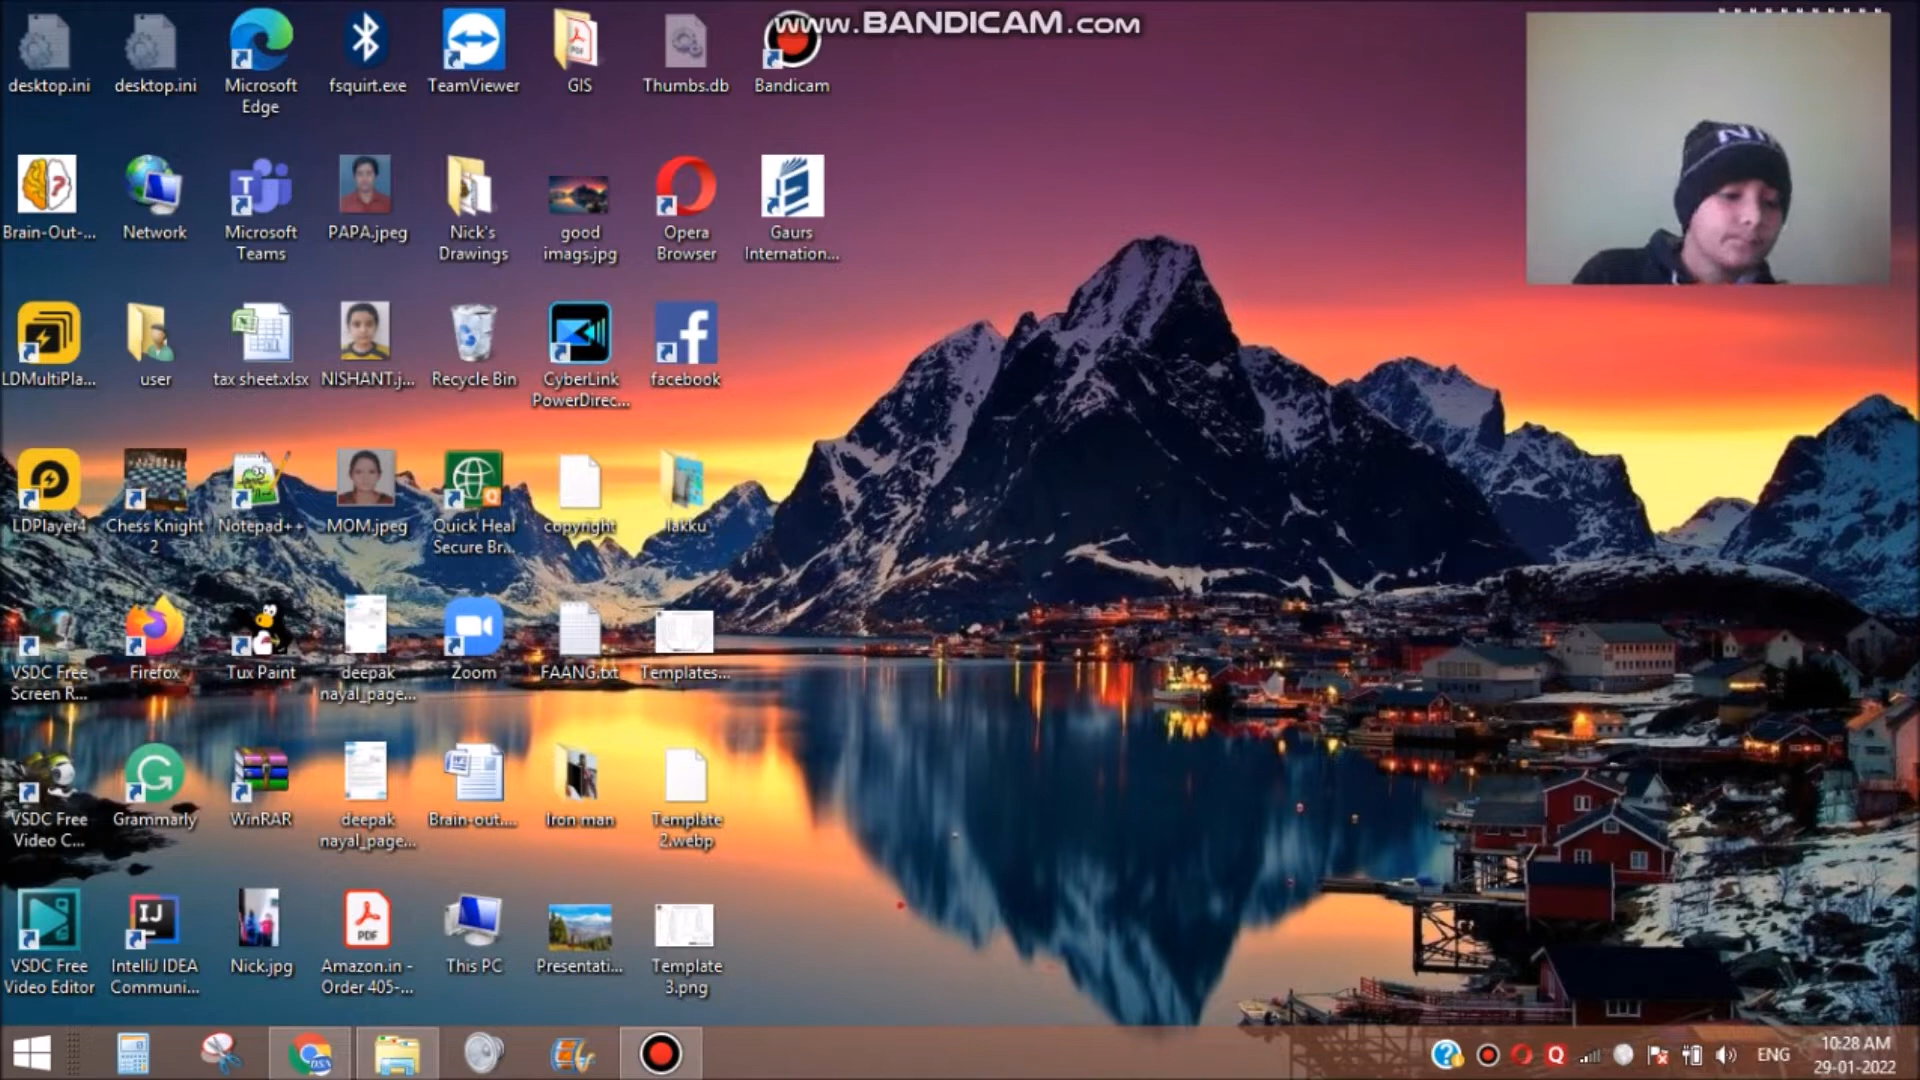 www.BANDICAM.com
desktop.ini
desktop.ini
Microsoft
Edge
fsquirt.exe
TeamViewer
GIS
Thumbs.db
Bandicam
Brain-Out-...
Network
Microsoft
Teams
PAPA.jpeg
Nick's
Drawings
good
imags.jpg
Opera
Browser
Gaurs
Internation...
LDMultiPla...
user
tax sheet.xlsx
NISHANT.j...
Recycle Bin
CyberLink
PowerDirec...
facebook
LDPlayer4
Chess Knight
2
Notepad++
MOM.jpeg
Quick Heal
Secure Br...
copyright
lakku
VSDC Free
Screen R...
Firefox
Tux Paint
deepak
nayal_page...
Zoom
FAANG.txt
Templates...
VSDC Free
Video C...
Grammarly
WinRAR
deepak
nayal_page...
Brain-out....
Iron man
Template
2.webp
VSDC Free
Video Editor
IntelliJ IDEA
Communi...
Nick.jpg
Amazon.in -
Order 405-...
This PC
Presentati...
Template
3.png
ENG
10:28 AM
29-01-2022